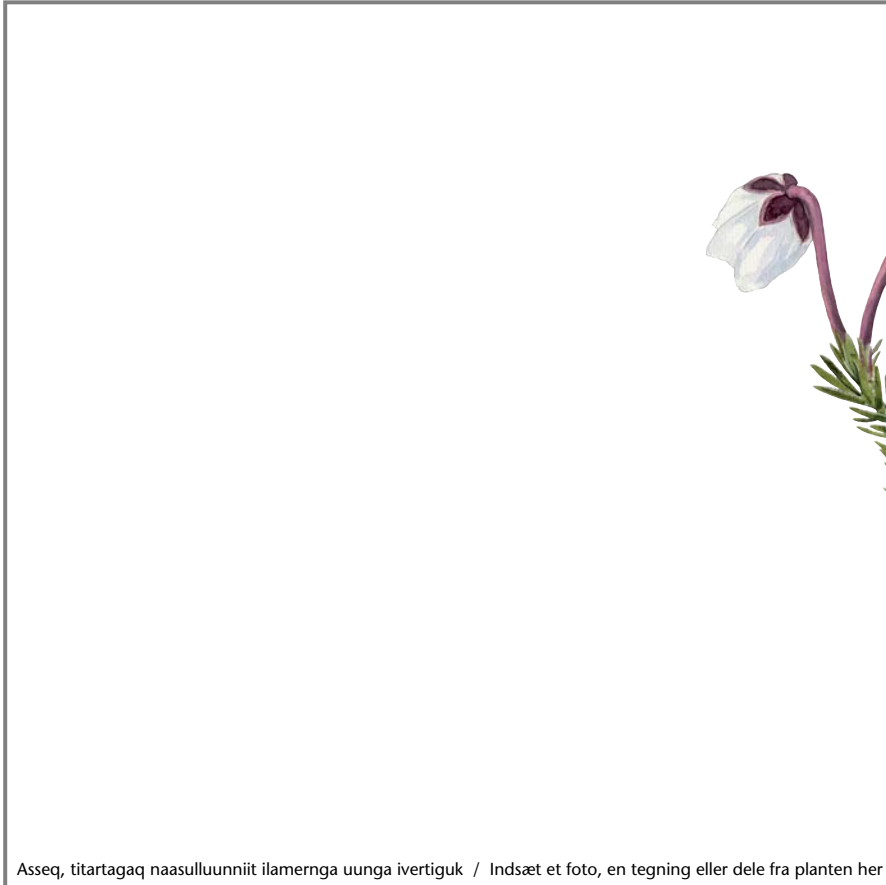 Asseq, titartagaq naasulluunniit ilamernga uunga ivertiguk / Indsæt et foto, en tegning eller dele fra planten her